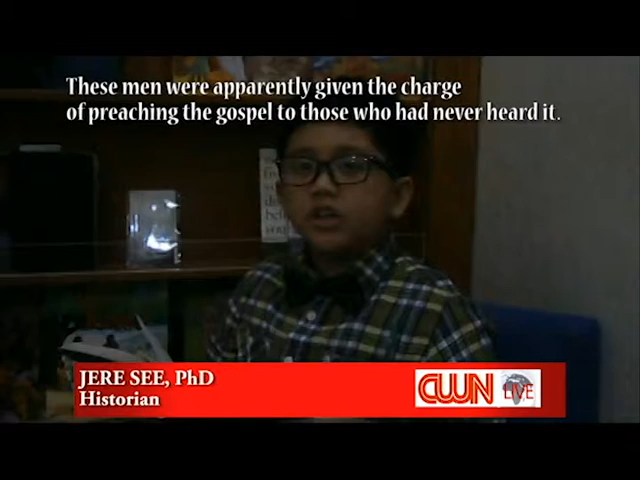 These men were apparently given the charge
of preaching the gospel to those who had never heard it.
JERE SEE, PhD
Historian
CWN LIVE